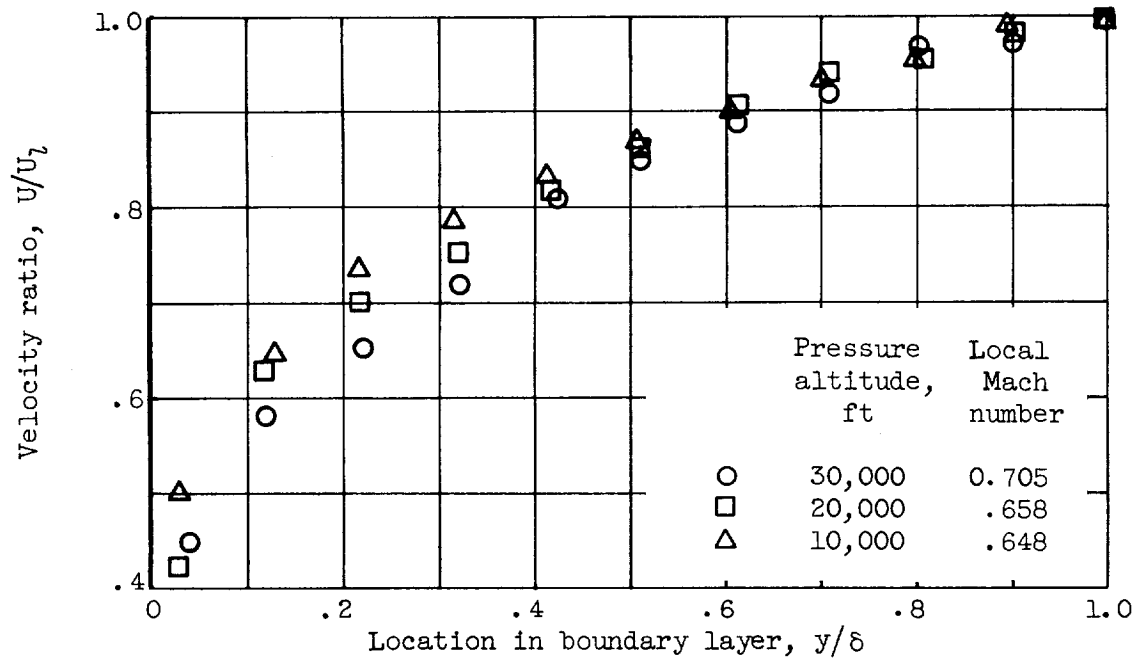 1.0
.8
.6
.4
Velocity ratio, U/U_l
Pressure Local
altitude, Mach
ft number
○ 30,000 0.705
□ 20,000 .658
△ 10,000 .648
0 .2 .4 .6 .8 1.0
Location in boundary layer, y/δ